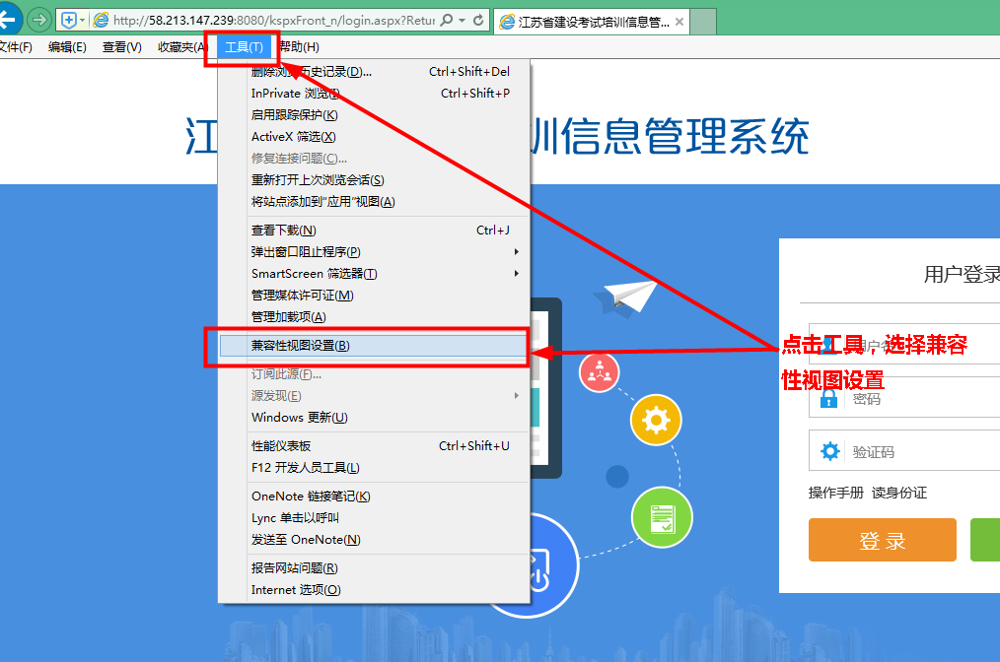 http://58.213.147.239:8080/kspxFront_n/login.aspx?Retur
江苏省建设考试培训信息管...
文件(F) 编辑(E) 查看(V) 收藏夹(A) 工具(T) 帮助(H)
删除浏览历史记录(D)... Ctrl+Shift+Del
InPrivate 浏览(I) Ctrl+Shift+P
启用跟踪保护(K)
ActiveX 筛选(X)
修复连接问题(C)...
重新打开上次浏览会话(S)
将站点添加到"应用"视图(A)
江
训信息管理系统
查看下载(N) Ctrl+J
弹出窗口阻止程序(P)
SmartScreen 筛选器(T)
管理媒体许可证(M)
管理加载项(A)
兼容性视图设置(B)
订阅此源(F)...
源发现(E)
Windows 更新(U)
性能仪表板 Ctrl+Shift+U
F12 开发人员工具(L)
OneNote 链接笔记(K)
Lync 单击以呼叫
发送至 OneNote(N)
报告网站问题(R)
Internet 选项(O)
用户登录
点击工具，选择兼容
性视图设置
密码
验证码
操作手册 读身份证
登 录